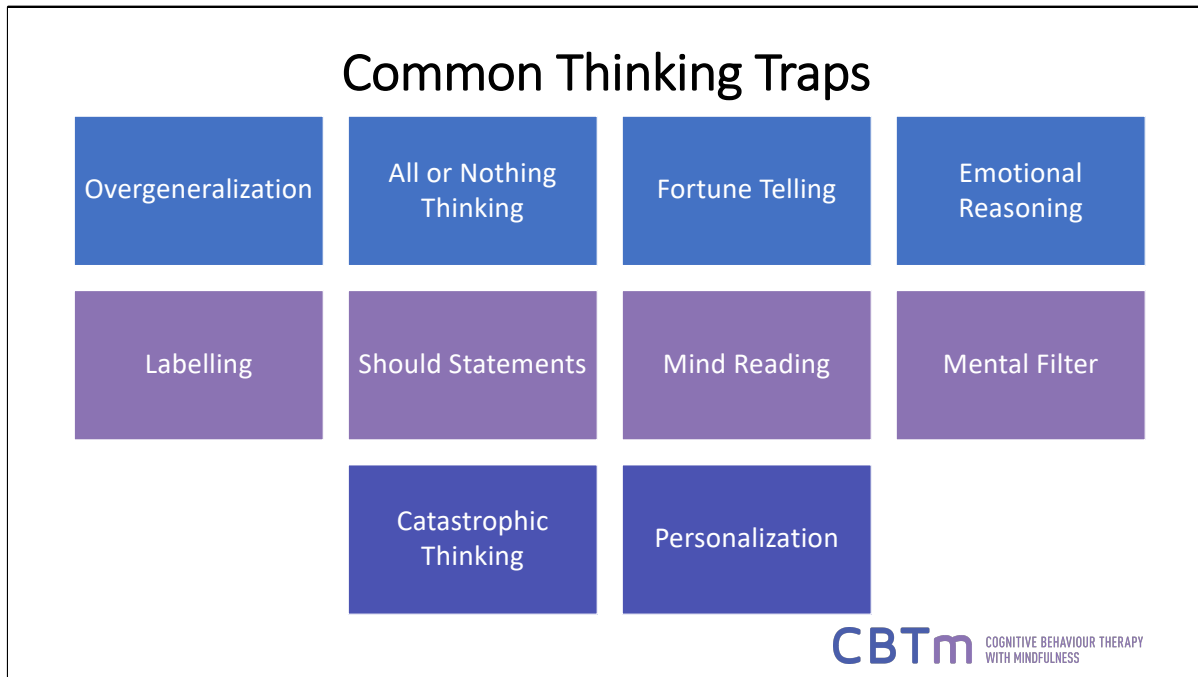 Common Thinking Traps
Overgeneralization
All or Nothing
Thinking
Fortune Telling
Emotional
Reasoning
Labelling
Should Statements
Mind Reading
Mental Filter
Catastrophic
Thinking
Personalization
CBTm
COGNITIVE BEHAVIOUR THERAPY
WITH MINDFULNESS